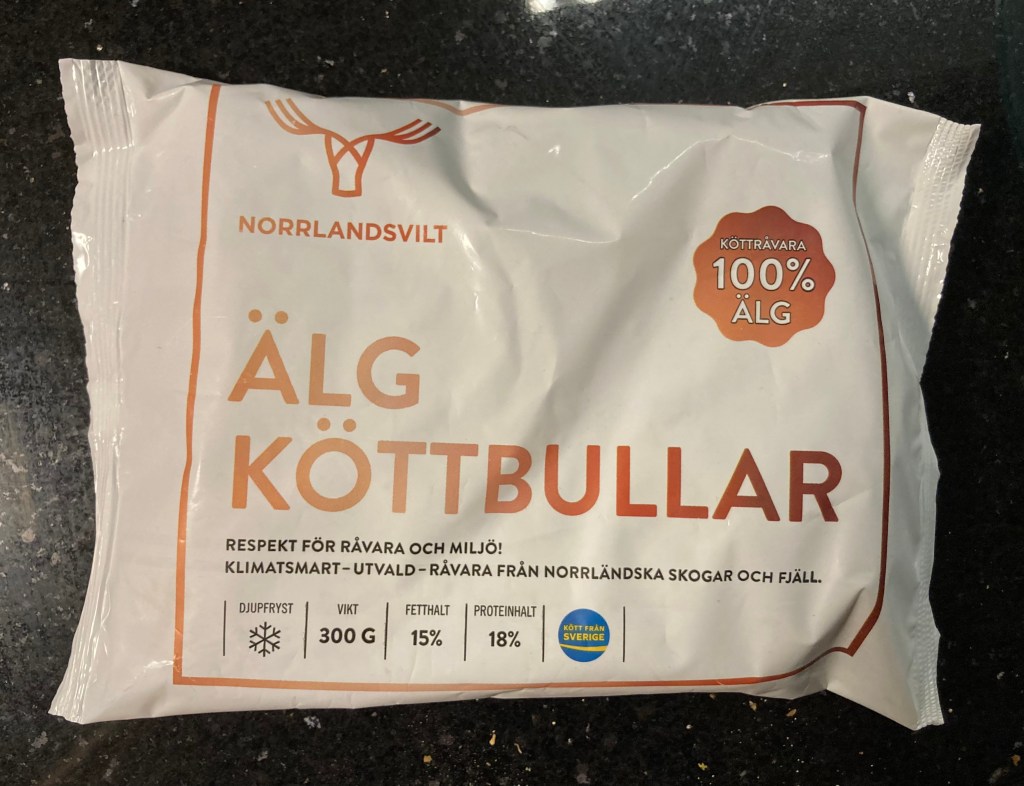 NORRLANDSVILT
KÖTTRÅVARA
100%
ÄLG
ÄLG
KÖTTBULLAR
RESPEKT FÖR RÅVARA OCH MILJÖ!
KLIMATSMART – UTVALD – RÅVARA FRÅN NORRLÄNDSKA SKOGAR OCH FJÄLL.
DJUPFRYST
VIKT
300 G
FETTHALT
15%
PROTEINHALT
18%
KÖTT FRÅN
SVERIGE